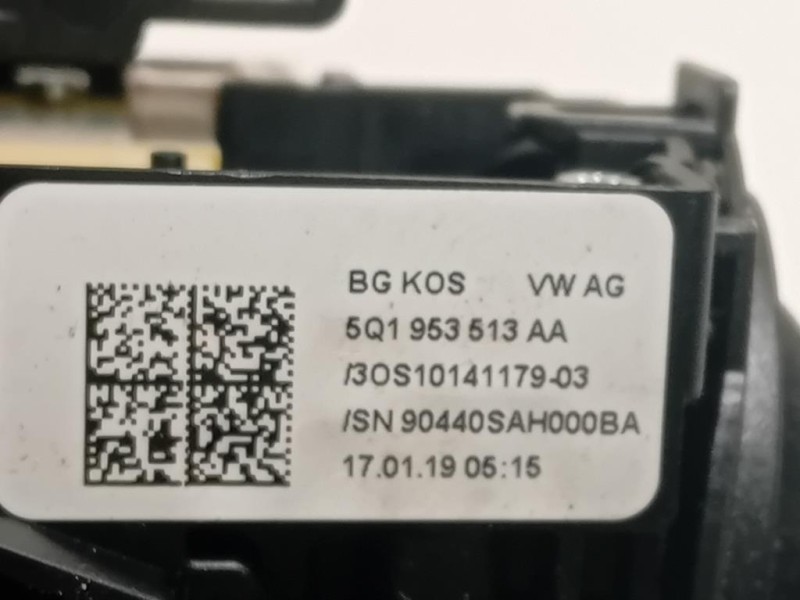 BG KOS VW AG
5Q1 953 513 AA
/3OS10141179-03
/SN 90440SAH000BA
17.01.19 05:15